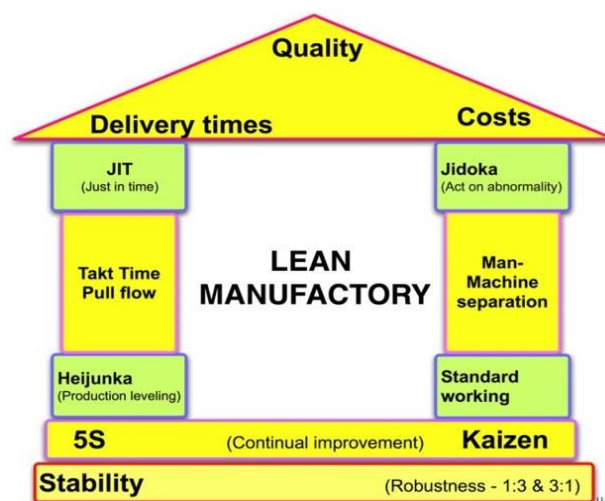 Quality
Delivery times
Costs
JIT
(Just in time)
Jidoka
(Act on abnormality)
Takt Time
Pull flow
LEAN
MANUFACTORY
Man-
Machine
separation
Heijunka
(Production leveling)
Standard
working
5S (Continual improvement) Kaizen
Stability (Robustness - 1:3 & 3:1)